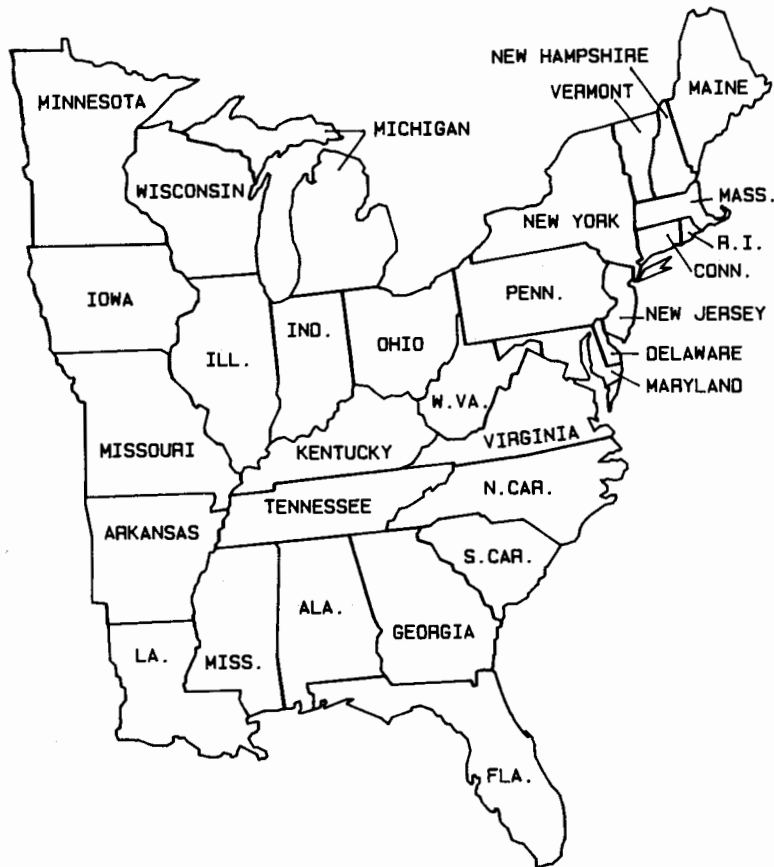 NEW HAMPSHIRE
VERMONT
MAINE
MINNESOTA
MICHIGAN
WISCONSIN
MASS.
NEW YORK
R.I.
CONN.
IOWA
PENN.
NEW JERSEY
IND.
OHIO
ILL.
DELAWARE
MARYLAND
W.VA.
VIRGINIA
MISSOURI
KENTUCKY
N.CAR.
TENNESSEE
ARKANSAS
S.CAR.
ALA.
GEORGIA
LA.
MISS.
FLA.